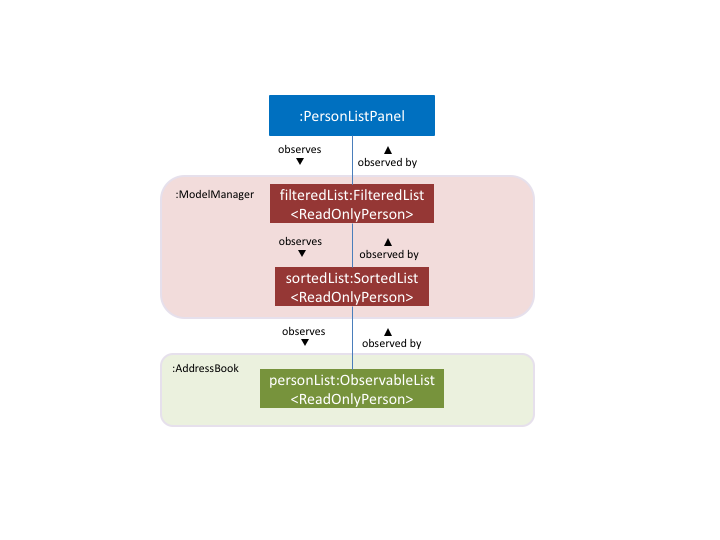 :PersonListPanel
observes
▼
▲
observed by
:ModelManager
filteredList:FilteredList
<ReadOnlyPerson>
observes
▼
▲
observed by
sortedList:SortedList
<ReadOnlyPerson>
observes
▼
▲
observed by
:AddressBook
personList:ObservableList
<ReadOnlyPerson>